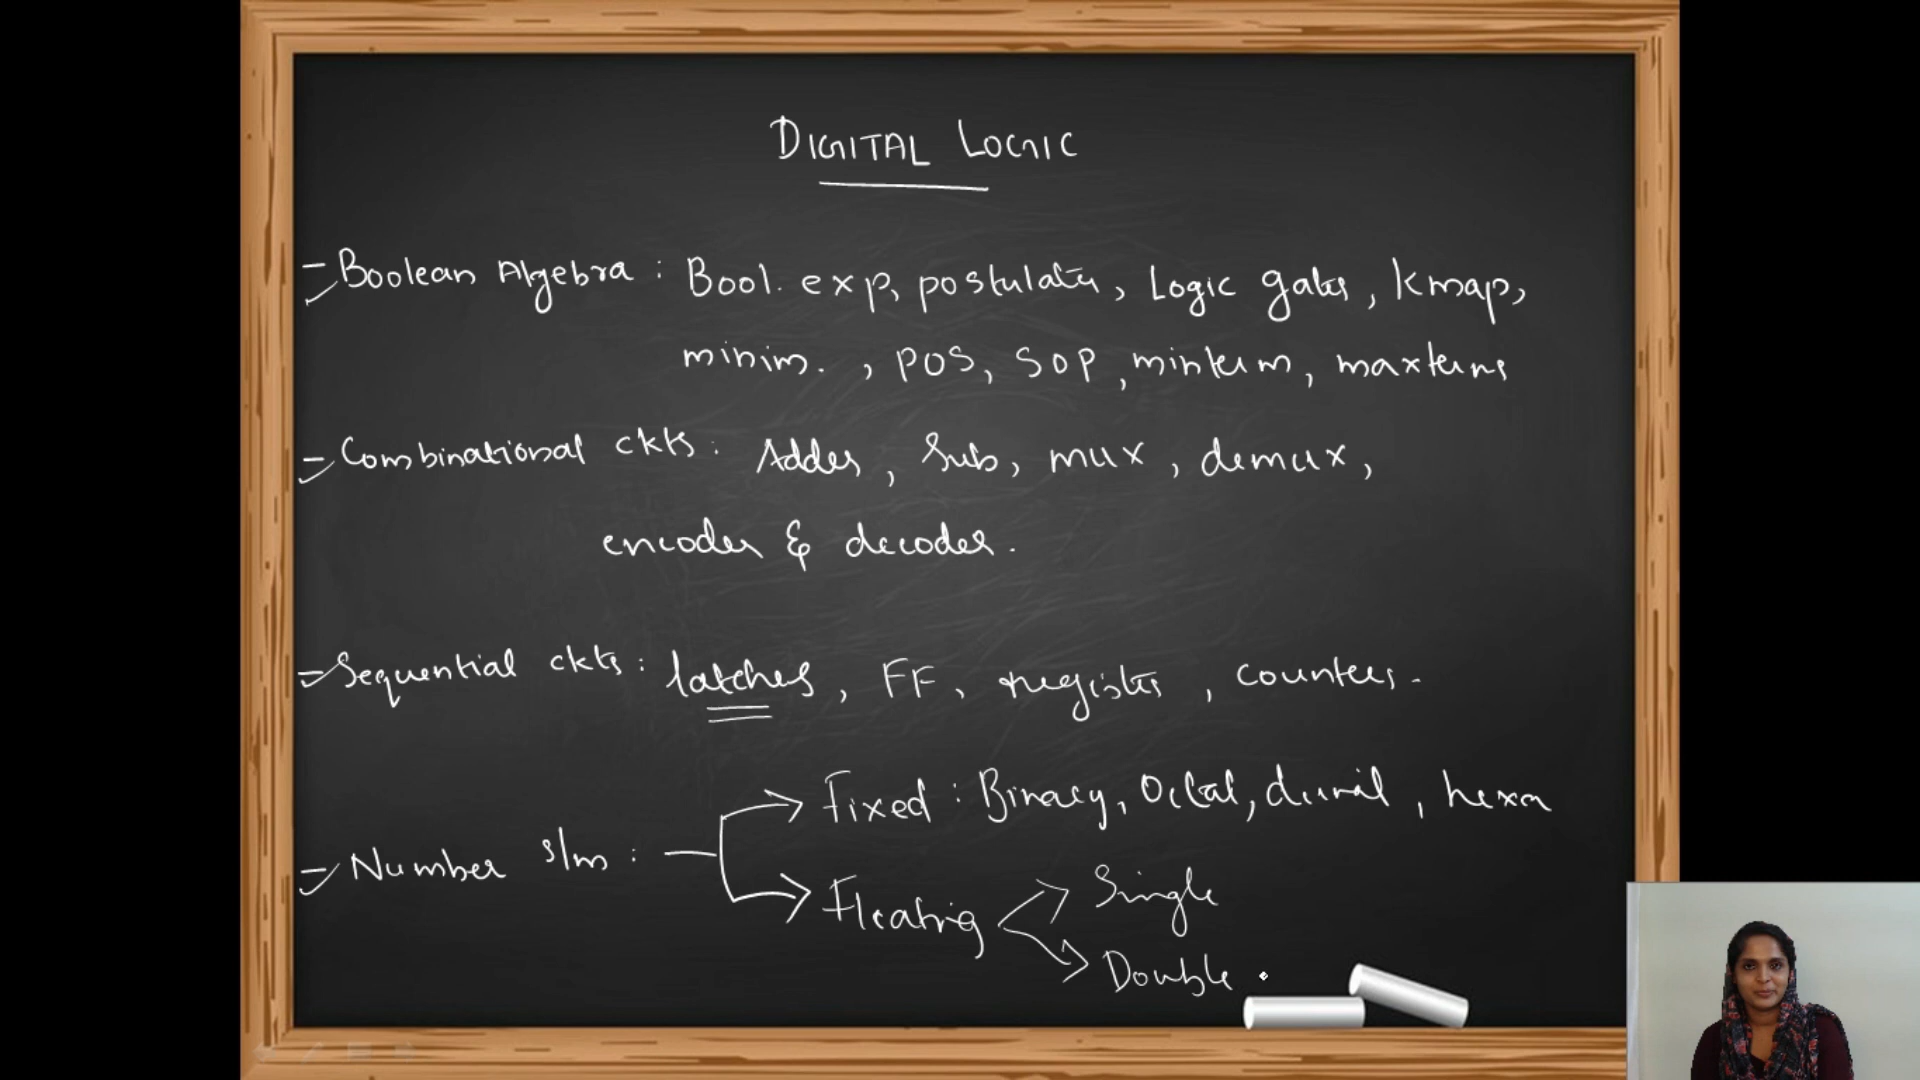 DIGITAL LOGIC
Boolean Algebra : Bool. exp, postulates, Logic gates, kmap,
minim. , POS, SOP, minterm, maxterms
Combinational ckts : Adder, Sub, mux, demux,
encoder & decoder.
Sequential ckts : latches, FF, register, counters.
Fixed : Binary, Octal, decimal, hexa
Number s/m :
Floating
Single
Double.